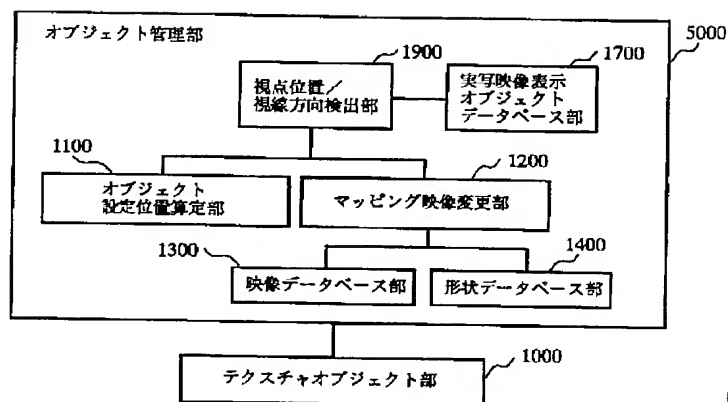 オブジェクト管理部
5000
1900
1700
視点位置/
視線方向検出部
実写映像表示
オブジェクト
データベース部
1100
1200
オブジェクト
設定位置算定部
マッピング映像変更部
1300
1400
映像データベース部
形状データベース部
1000
テクスチャオブジェクト部